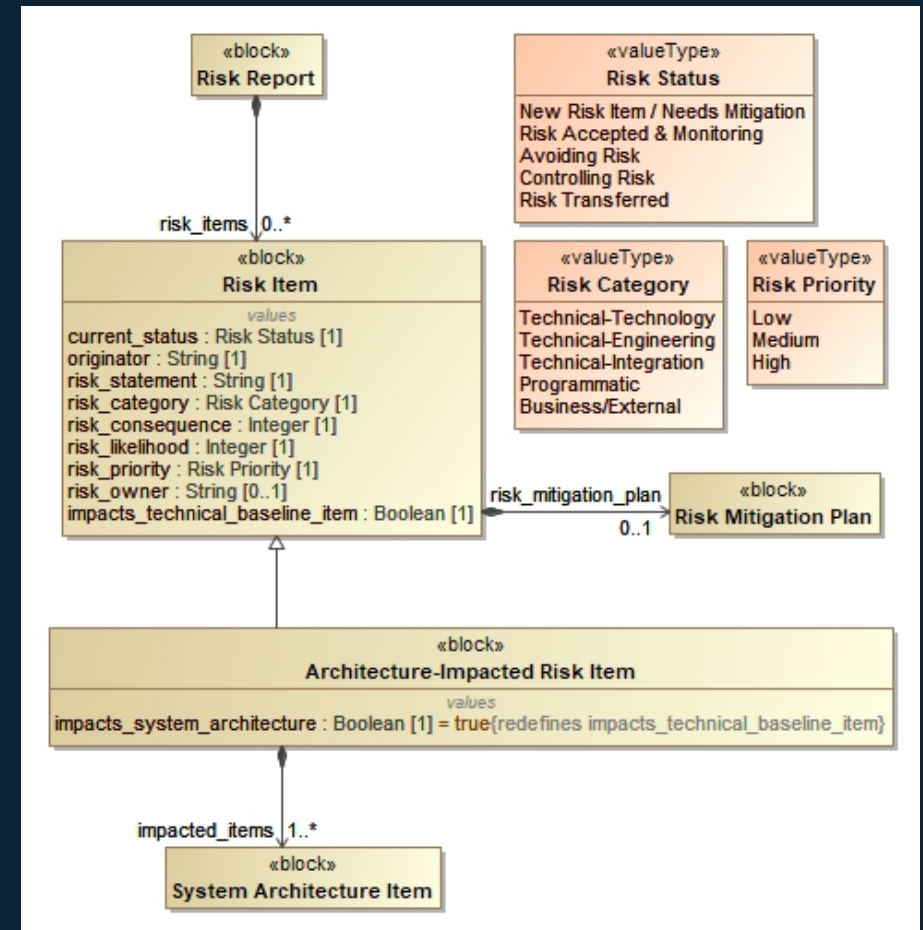 «block»
Risk Report
risk_items 0..*
«block»
Risk Item
values
current_status : Risk Status [1]
originator : String [1]
risk_statement : String [1]
risk_category : Risk Category [1]
risk_consequence : Integer [1]
risk_likelihood : Integer [1]
risk_priority : Risk Priority [1]
risk_owner : String [0..1]
impacts_technical_baseline_item : Boolean [1]
«valueType»
Risk Status
New Risk Item / Needs Mitigation
Risk Accepted & Monitoring
Avoiding Risk
Controlling Risk
Risk Transferred
«valueType»
Risk Category
Technical-Technology
Technical-Engineering
Technical-Integration
Programmatic
Business/External
«valueType»
Risk Priority
Low
Medium
High
risk_mitigation_plan
0..1
«block»
Risk Mitigation Plan
«block»
Architecture-Impacted Risk Item
values
impacts_system_architecture : Boolean [1] = true{redefines impacts_technical_baseline_item}
impacted_items 1..*
«block»
System Architecture Item